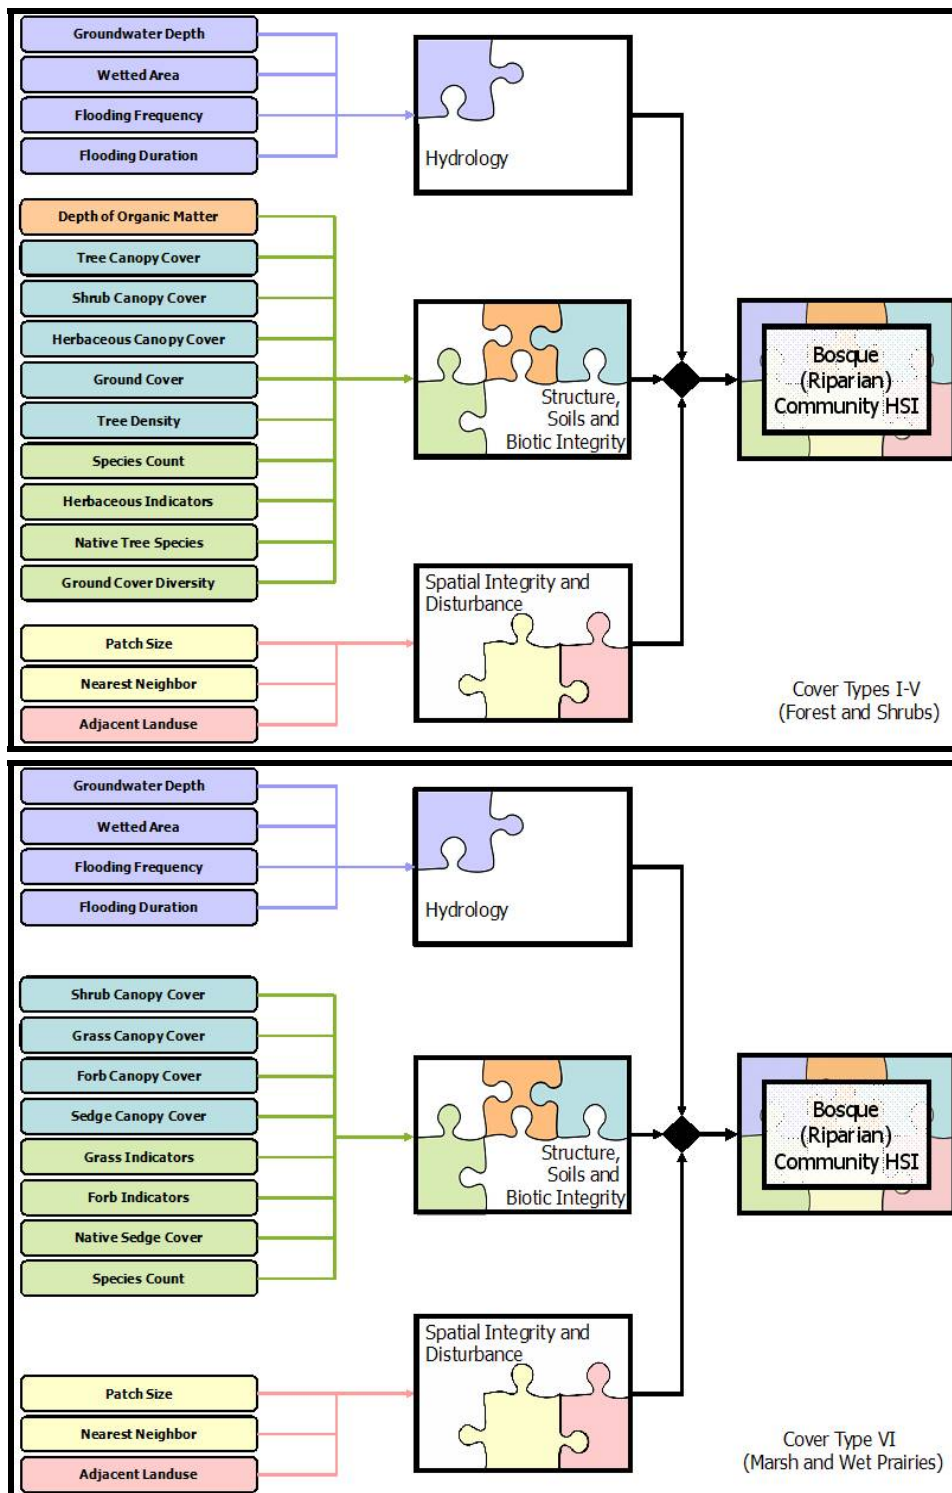 Groundwater Depth
Wetted Area
Flooding Frequency
Flooding Duration
Hydrology
Depth of Organic Matter
Tree Canopy Cover
Shrub Canopy Cover
Herbaceous Canopy Cover
Ground Cover
Tree Density
Species Count
Herbaceous Indicators
Native Tree Species
Ground Cover Diversity
Structure,
Soils and
Biotic Integrity
Bosque
(Riparian)
Community HSI
Patch Size
Nearest Neighbor
Adjacent Landuse
Spatial Integrity and
Disturbance
Cover Types I-V
(Forest and Shrubs)
Groundwater Depth
Wetted Area
Flooding Frequency
Flooding Duration
Hydrology
Shrub Canopy Cover
Grass Canopy Cover
Forb Canopy Cover
Sedge Canopy Cover
Grass Indicators
Forb Indicators
Native Sedge Cover
Species Count
Structure,
Soils and
Biotic Integrity
Bosque
(Riparian)
Community HSI
Patch Size
Nearest Neighbor
Adjacent Landuse
Spatial Integrity and
Disturbance
Cover Type VI
(Marsh and Wet Prairies)